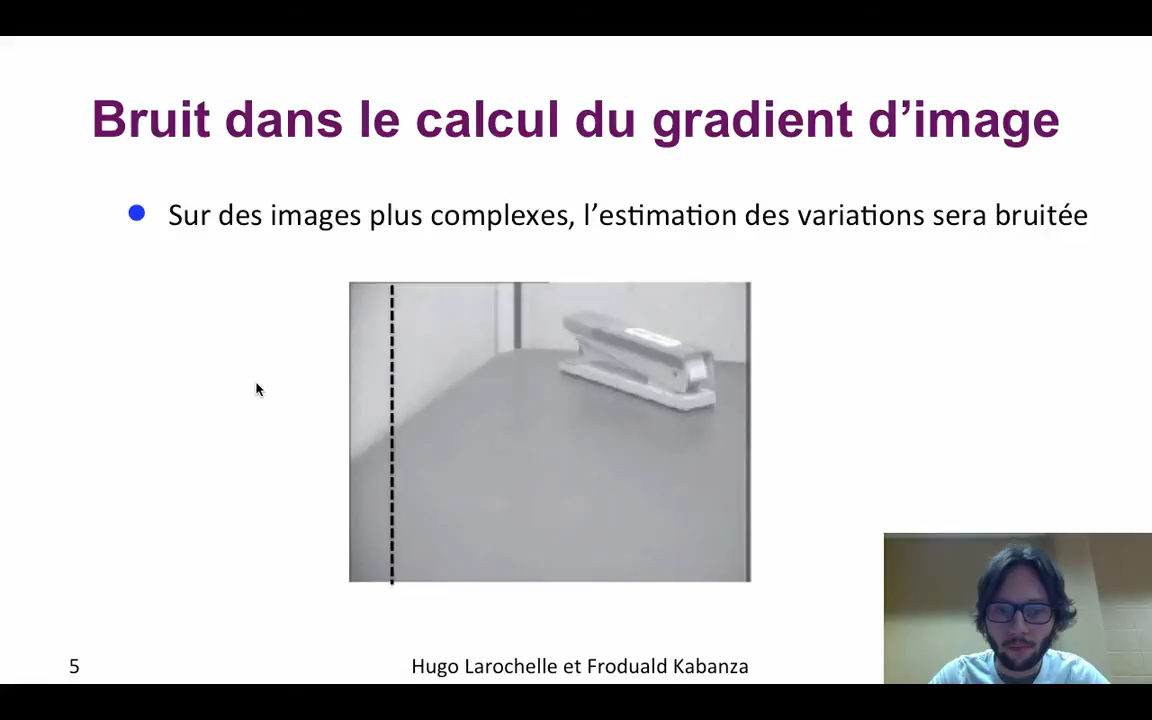 Bruit dans le calcul du gradient d’image
Sur des images plus complexes, l’estimation des variations sera bruitée
5
Hugo Larochelle et Froduald Kabanza